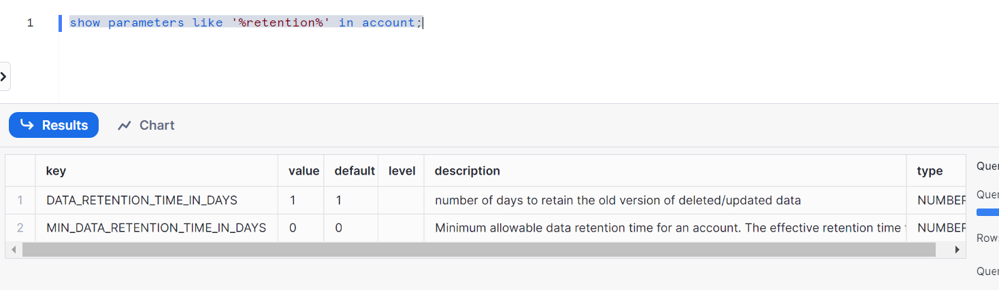 1 show parameters like '%retention%' in account;
Results Chart
key value default level description type
1 DATA_RETENTION_TIME_IN_DAYS 1 1 number of days to retain the old version of deleted/updated data NUMBER
2 MIN_DATA_RETENTION_TIME_IN_DAYS 0 0 Minimum allowable data retention time for an account. The effective retention time NUMBER
Quer
Quer
Rows
Quer